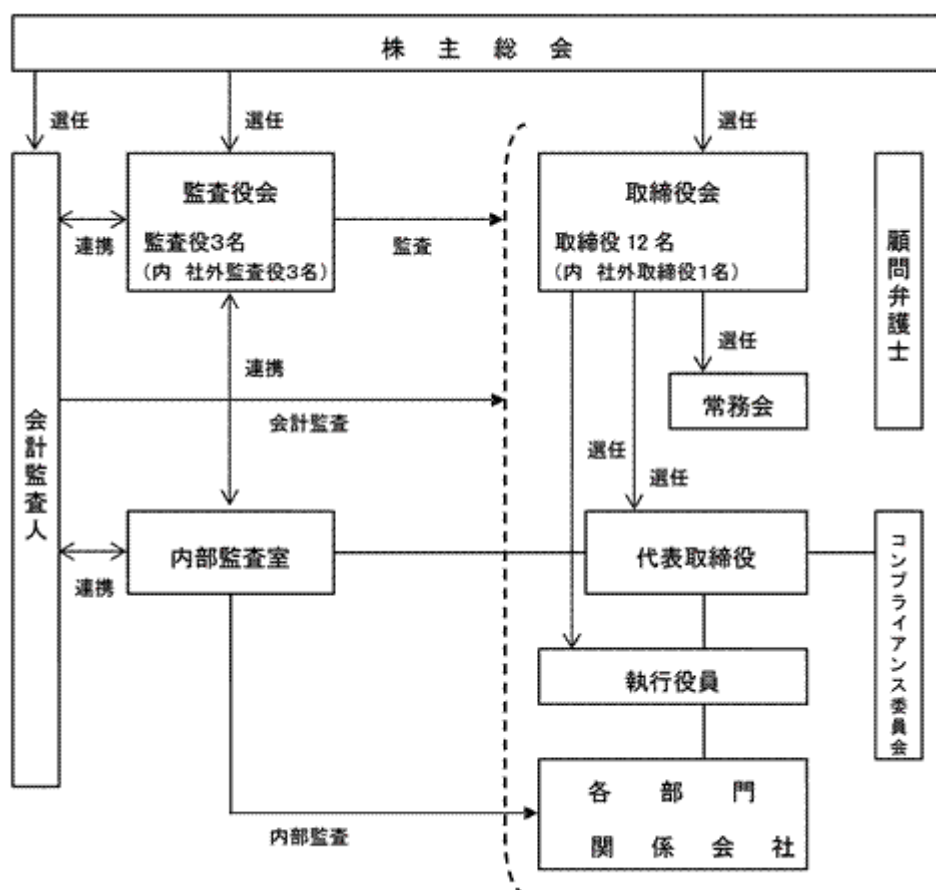 株主総会
選任
選任
選任
監査役会
監査役3名
(内 社外監査役3名)
連携
監査
取締役会
取締役12名
(内 社外取締役1名)
顧問弁護士
選任
常務会
連携
会計監査
会計監査人
選任
選任
内部監査室
連携
代表取締役
コンプライアンス委員会
執行役員
各部門
関係会社
内部監査